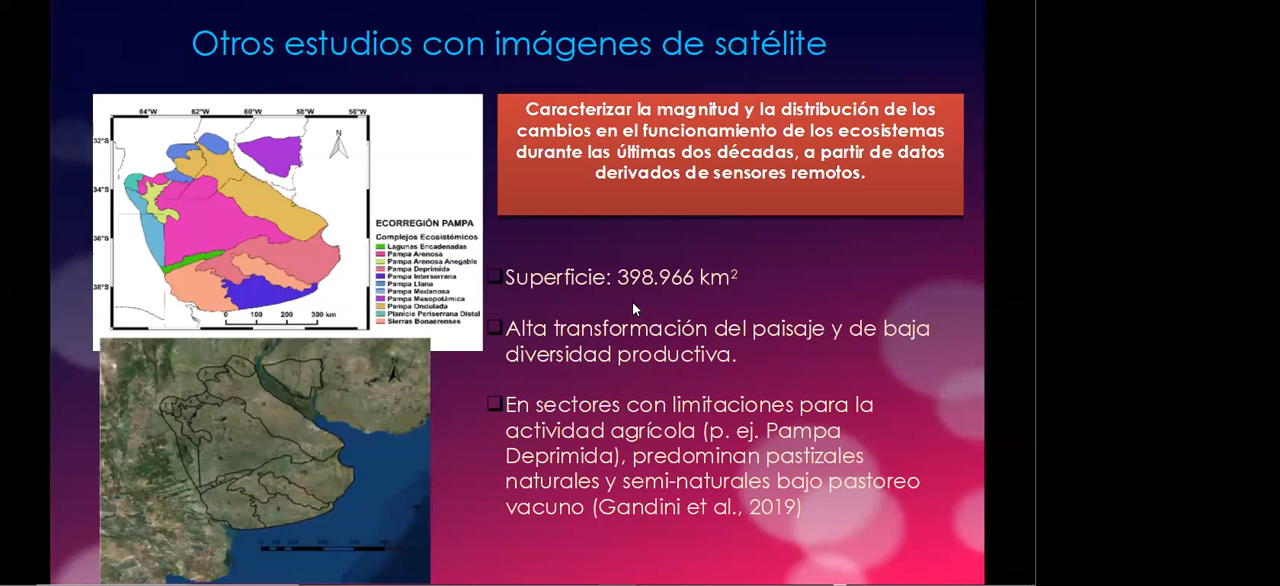 Otros estudios con imágenes de satélite
64°W 62°W 60°W 58°W 56°W
N
34°S
36°S
ECORREGIÓN PAMPA
Complejos Ecosistémicos
Lagunas Encadenadas
Pampa Arenosa
Pampa Arenosa Anegable
Pampa Deprimida
Pampa Interserrana
Pampa Llana
Pampa Medanosa
Pampa Mesopotámica
Pampa Ondulada
Planicie Periserrana Distal
Sierras Bonaerenses
0 100 200 300 km
Caracterizar la magnitud y la distribución de los
cambios en el funcionamiento de los ecosistemas
durante las últimas dos décadas, a partir de datos
derivados de sensores remotos.
Superficie: 398.966 km²
Alta transformación del paisaje y de baja
diversidad productiva.
En sectores con limitaciones para la
actividad agrícola (p. ej. Pampa
Deprimida), predominan pastizales
naturales y semi-naturales bajo pastoreo
vacuno (Gandini et al., 2019)